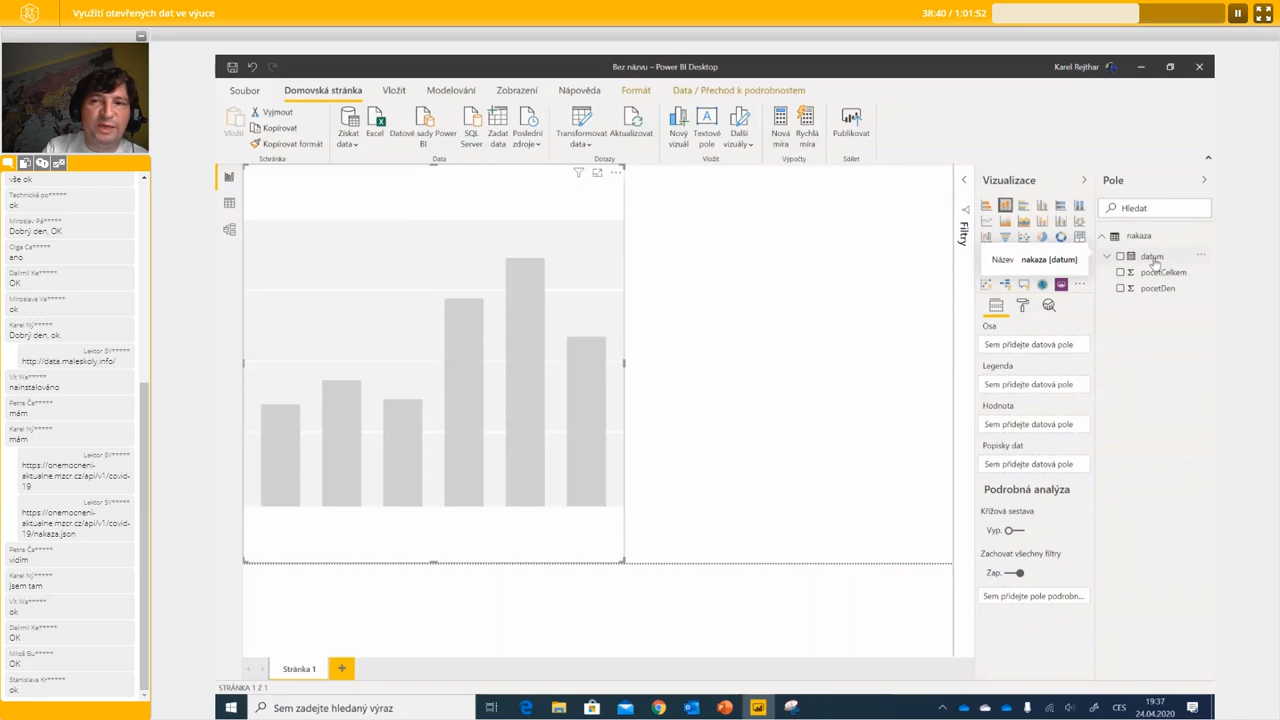 SY
PO
Využití otevřených dat ve výuce
38:40 / 1:01:52
Bez názvu – Power BI Desktop
Karel Rejthar
Soubor
Domovská stránka
Vložit
Modelování
Zobrazení
Nápověda
Formát
Data / Přechod k podrobnostem
Vložit
Vyjmout
Kopírovat
Kopírovat formát
Schránka
Získat data
Excel
Datové sady Power BI
SQL Server
Zadat data
Poslední zdroje
Data
Transformovat data
Aktualizovat
Dotazy
Nový vizuál
Textové pole
Další vizuály
Vložit
Nová míra
Rychlá míra
Výpočty
Publikovat
Sdílet
vše ok
Technická po*****
ok
Miroslav Pě*****
Dobrý den, OK
Olga Ca*****
ano
Dalimil Ka*****
OK
Miroslava Va*****
ok
Karel Ný*****
Dobrý den, ok.
Lektor SY*****
http://data.maleskoly.info/
Vít Wa*****
nainstalováno
Petra Ča*****
mám
Karel Ný*****
mám
Lektor SY*****
https://onemocneni-
aktualne.mzcr.cz/api/v1/covid-
19
Lektor SY*****
https://onemocneni-
aktualne.mzcr.cz/api/v1/covid-
19/nakaza.json
Petra Ča*****
vidím
Karel Ný*****
Jsem tam
Vít Wa*****
ok
Dalimil Ka*****
OK
Miloš Bu*****
OK
Stanislava Kr*****
ok
Filtry
Vizualizace
Název nakaza [datum]
Osa
Sem přidejte datová pole
Legenda
Sem přidejte datová pole
Hodnota
Sem přidejte datová pole
Popisky dat
Sem přidejte datová pole
Podrobná analýza
Křížová sestava
Vyp.
Zachovat všechny filtry
Zap.
Sem přidejte pole podrobn...
Pole
Hledat
nakaza
datum
pocetCelkem
pocetDen
Stránka 1
STRÁNKA 1 Z 1
Sem zadejte hledaný výraz
CES
19:37
24.04.2020